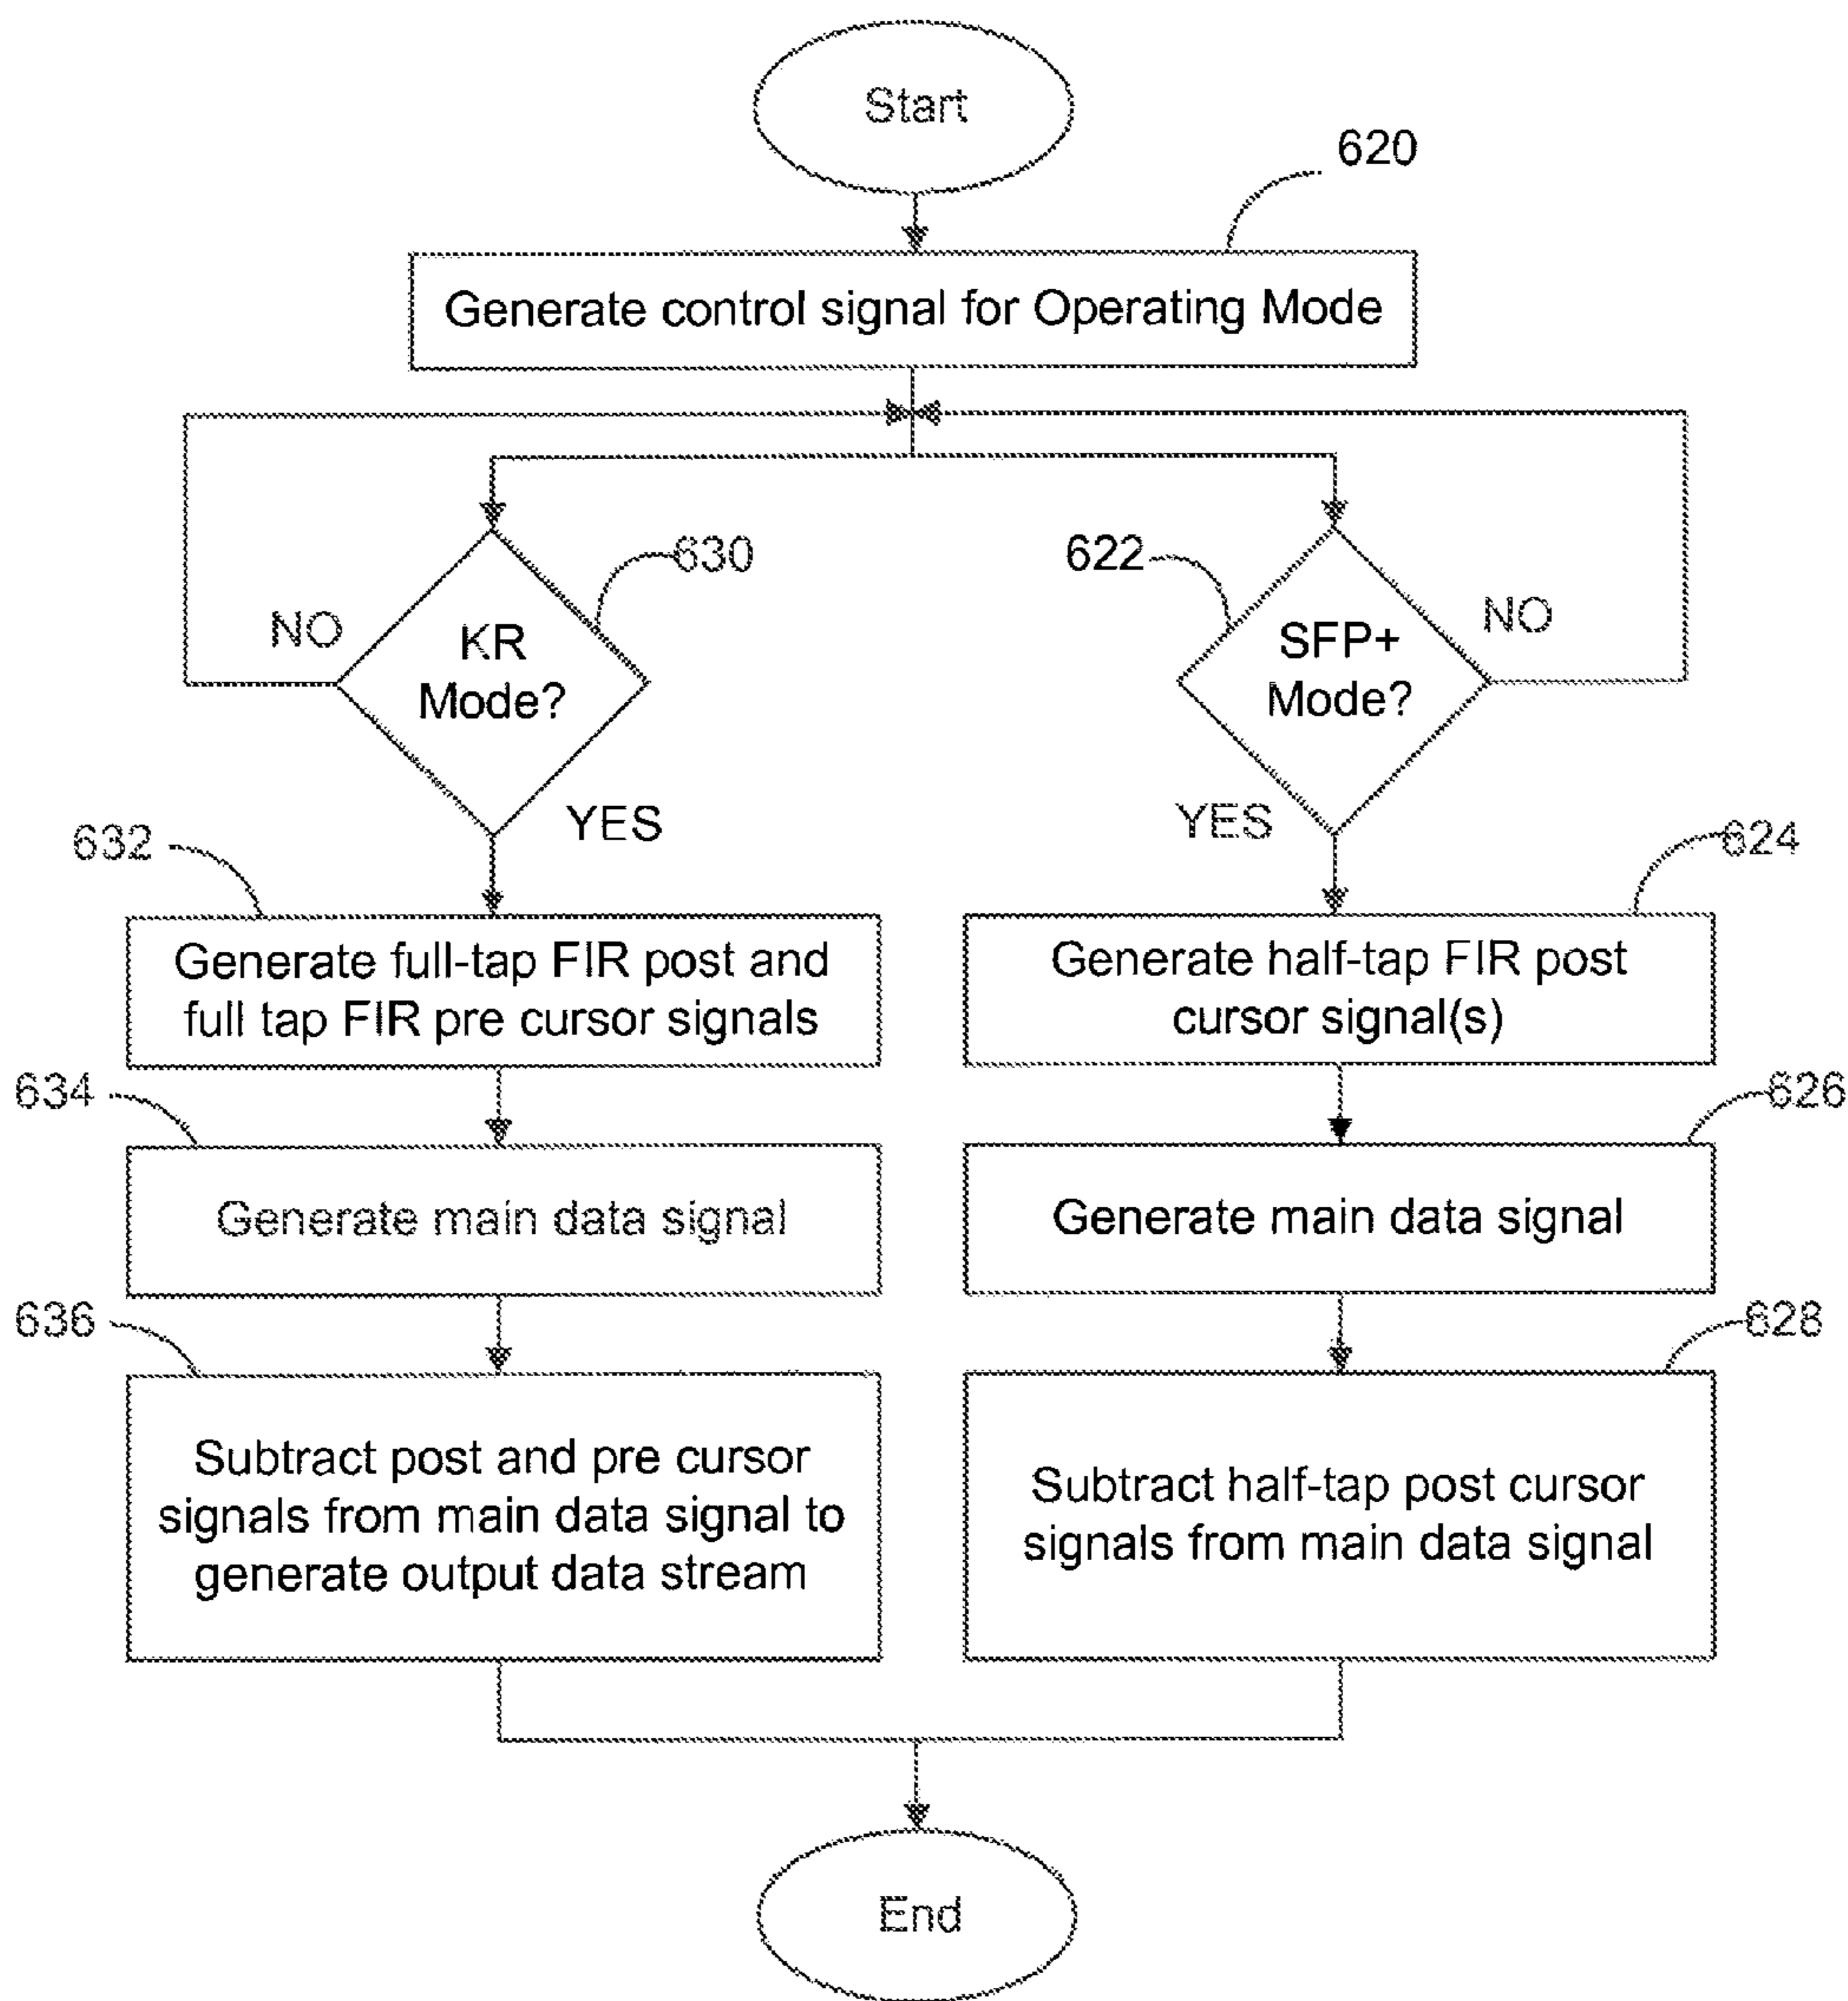 Start
620
Generate control signal for Operating Mode
630
622
NO
KR
Mode?
SFP+
Mode?
NO
YES
YES
632
624
Generate full-tap FIR post and
full tap FIR pre cursor signals
Generate half-tap FIR post
cursor signal(s)
634
626
Generate main data signal
Generate main data signal
636
628
Subtract post and pre cursor
signals from main data signal to
generate output data stream
Subtract half-tap post cursor
signals from main data signal
End